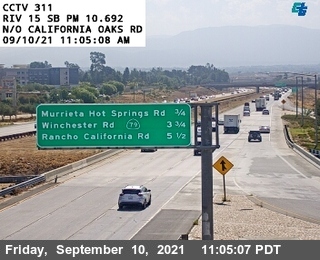 CCTV 311
RIV 15 SB PM 10.692
N/O CALIFORNIA OAKS RD
09/10/21 11:05:08 AM
Murrieta Hot Springs Rd 3/4
Winchester Rd 79 3 3/4
Rancho California Rd 5 1/2
Friday, September 10, 2021 11:05:07 PDT